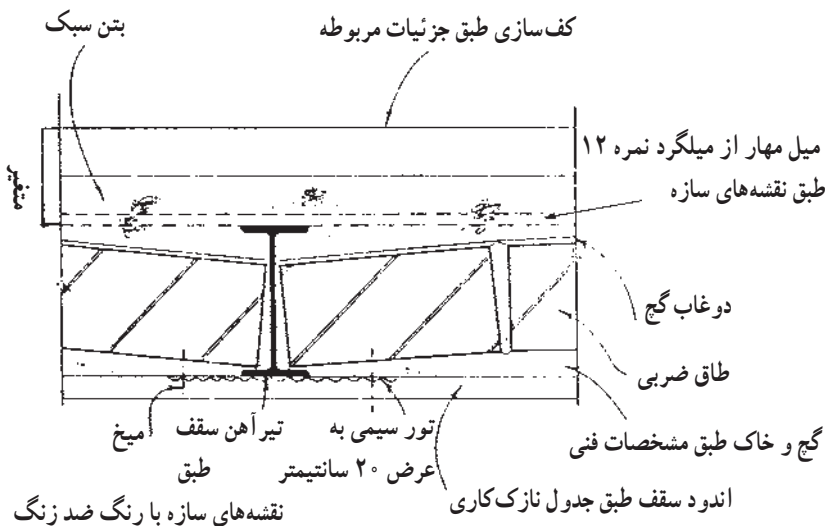 بتن سبک
کف‌سازی طبق جزئیات مربوطه
میل مهار از میلگرد نمره ۱۲
طبق نقشه‌های سازه
متغیر
دوغاب گچ
طاق ضربی
گچ و خاک طبق مشخصات فنی
تور سیمی به
عرض ۲۰ سانتیمتر
تیرآهن سقف
طبق
نقشه‌های سازه با رنگ ضد زنگ
میخ
اندود سقف طبق جدول نازک‌کاری